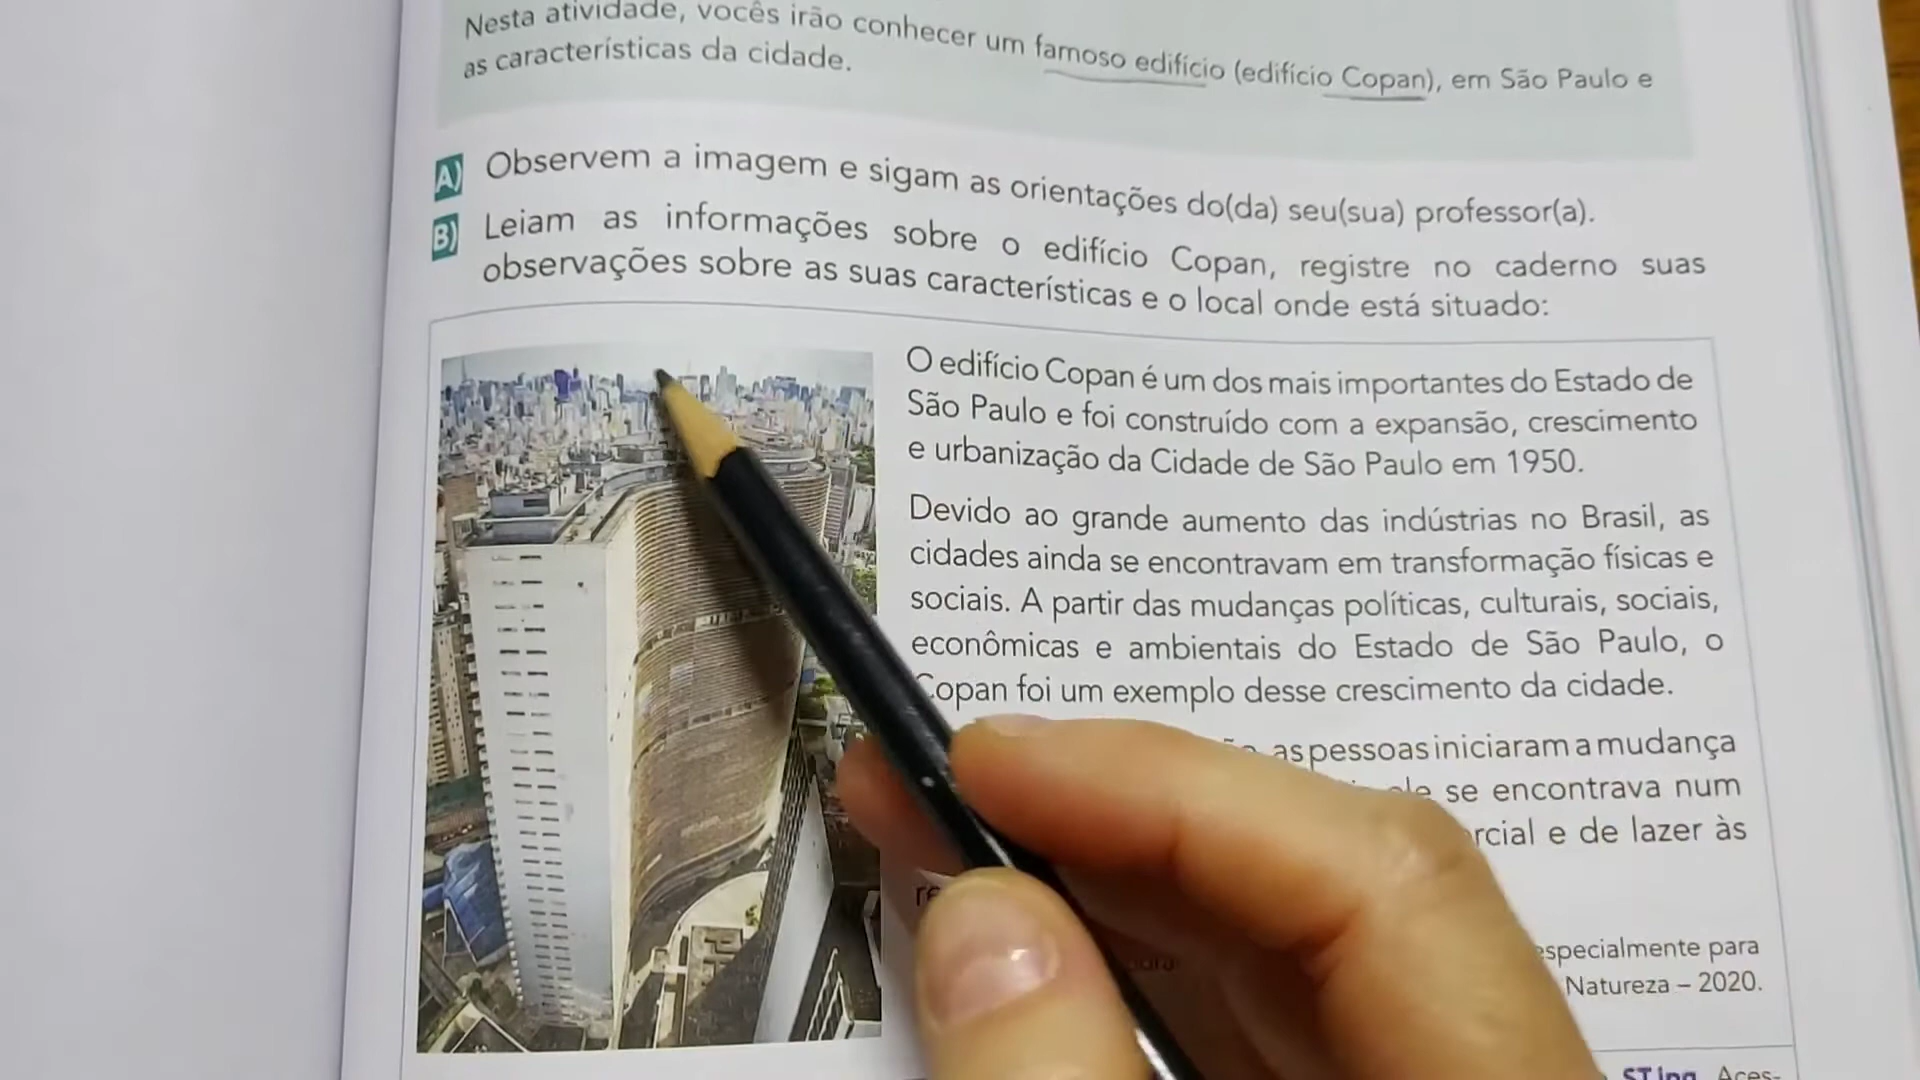 Nesta atividade, vocês irão conhecer um famoso edifício (edifício Copan), em São Paulo e
as características da cidade.
A) Observem a imagem e sigam as orientações do(da) seu(sua) professor(a).
B) Leiam as informações sobre o edifício Copan, registre no caderno suas
observações sobre as suas características e o local onde está situado:
O edifício Copan é um dos mais importantes do Estado de
São Paulo e foi construído com a expansão, crescimento
e urbanização da Cidade de São Paulo em 1950.
Devido ao grande aumento das indústrias no Brasil, as
cidades ainda se encontravam em transformação físicas e
sociais. A partir das mudanças políticas, culturais, sociais,
econômicas e ambientais do Estado de São Paulo, o
Copan foi um exemplo desse crescimento da cidade.
as pessoas iniciaram a mudança
se encontrava num
e de lazer às
especialmente para
Natureza – 2020.